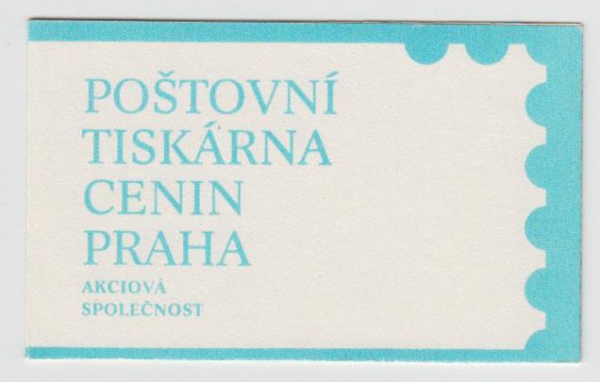 POŠTOVNÍ
TISKÁRNA
CENIN
PRAHA
AKCIOVÁ
SPOLEČNOST